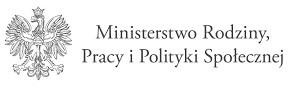 Ministerstwo Rodziny,
Pracy i Polityki Społecznej